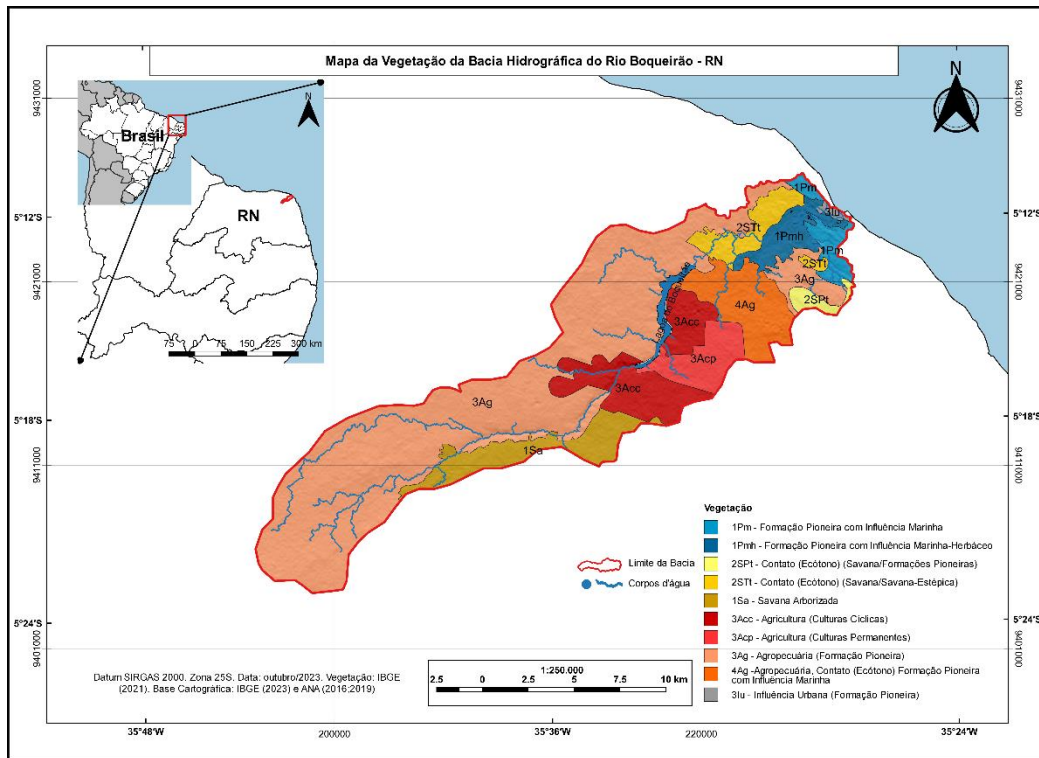 Mapa da Vegetação da Bacia Hidrográfica do Rio Boqueirão - RN
N
Brasil
RN
75 0 75 150 225 300 km
N
9431000
9431000
5°12'S
5°12'S
9421000
9421000
5°18'S
5°18'S
9411000
9411000
5°24'S
5°24'S
9401000
9401000
1Pm
3Iu
2STt
1Pmh
1Pm
2STt
3Ag
2SPt
4Ag
3Acc
3Acp
3Acc
3Ag
1Sa
Vegetação
1Pm - Formação Pioneira com Influência Marinha
1Pmh - Formação Pioneira com Influência Marinha-Herbáceo
2SPt - Contato (Ecótono) (Savana/Formações Pioneiras)
2STt - Contato (Ecótono) (Savana/Savana-Estépica)
1Sa - Savana Arborizada
3Acc - Agricultura (Culturas Cíclicas)
3Acp - Agricultura (Culturas Permanentes)
3Ag - Agropecuária (Formação Pioneira)
4Ag -Agropecuária, Contato (Ecótono) Formação Pioneira
com Influência Marinha
3Iu - Influência Urbana (Formação Pioneira)
Limite da Bacia
Corpos d'água
Datum SIRGAS 2000. Zona 25S. Data: outubro/2023. Vegetação: IBGE
(2021). Base Cartográfica: IBGE (2023) e ANA (2016;2019)
1:250.000
2.5 0 2.5 5 7.5 10 km
35°48'W
35°36'W
35°24'W
200000
220000